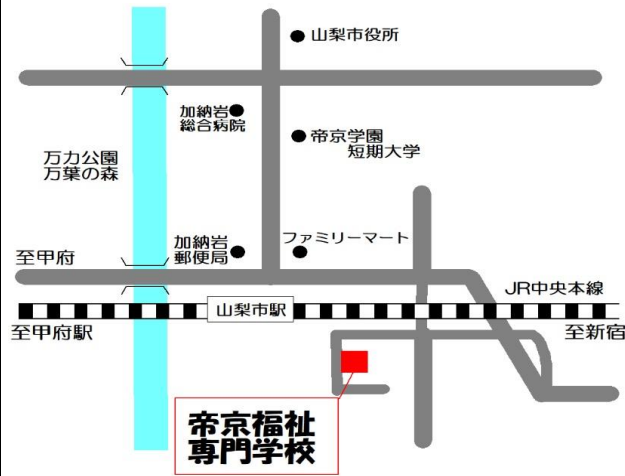 山梨市役所
加納岩
総合病院
帝京学園
短期大学
万力公園
万葉の森
加納岩
郵便局
ファミリーマート
至甲府
JR中央本線
山梨市駅
至甲府駅
至新宿
帝京福祉
専門学校